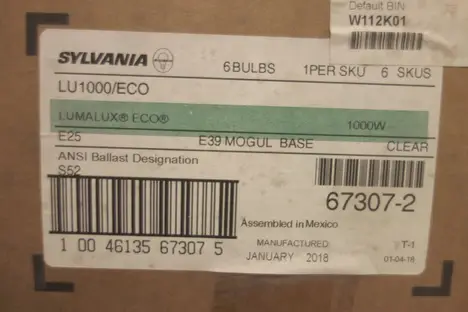 Default BIN
W112K01
SYLVANIA 6 BULBS 1 PER SKU 6 SKUS
LU1000/ECO
LUMALUX® ECO® 1000W
E25 E39 MOGUL BASE CLEAR
ANSI Ballast Designation
S52
67307-2
Assembled in Mexico
1 00 46135 67307 5
MANUFACTURED T-1
JANUARY 2018 01-04-16